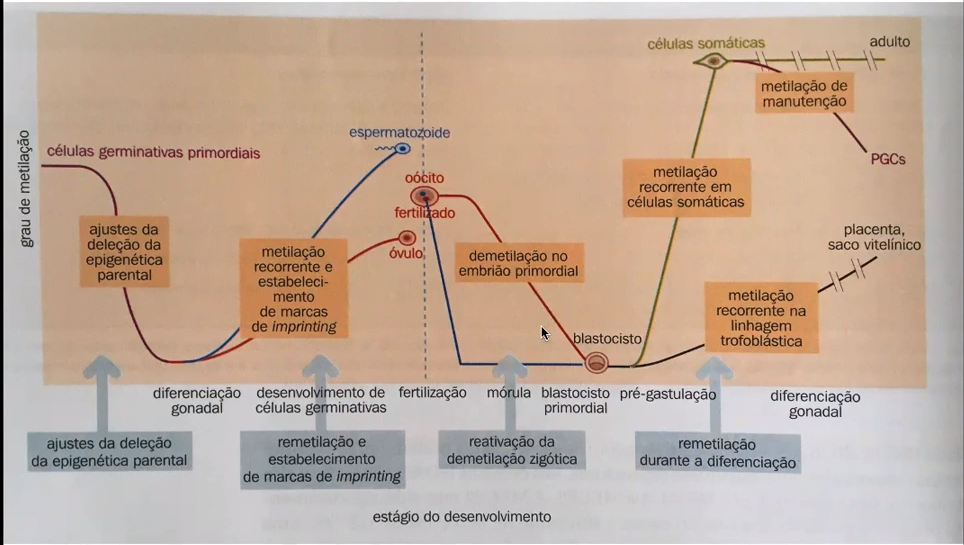 grau de metilação
células germinativas primordiais
ajustes da
deleção da
epigenética
parental
metilação
recorrente e
estabeleci-
mento
de marcas
de imprinting
espermatozoide
oócito
fertilizado
óvulo
demetilação no
embrião primordial
blastocisto
células somáticas
adulto
metilação de
manutenção
PGCs
metilação
recorrente em
células somáticas
placenta,
saco vitelínico
metilação
recorrente na
linhagem
trofoblástica
diferenciação
gonadal
desenvolvimento de
células germinativas
fertilização
mórula
blastocisto
primordial
pré-gastulação
diferenciação
gonadal
ajustes da deleção
da epigenética parental
remetilação e
estabelecimento
de marcas de imprinting
reativação da
demetilação zigótica
remetilação
durante a diferenciação
estágio do desenvolvimento